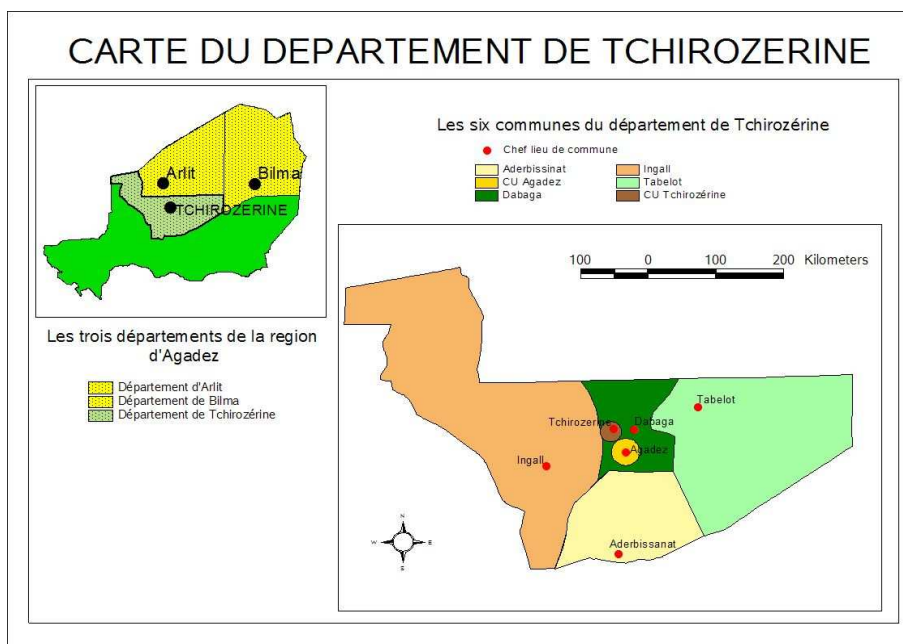 CARTE DU DEPARTEMENT DE TCHIROZERINE
Arlit
Bilma
TCHIROZERINE
Les trois départements de la region
d'Agadez
Département d'Arlit
Département de Bilma
Département de Tchirozérine
Les six communes du département de Tchirozérine
Chef lieu de commune
Aderbissinat
CU Agadez
Dabaga
Ingall
Tabelot
CU Tchirozérine
100 0 100 200 Kilometers
Tabelot
Tchirozerine
Dabaga
Agadez
Ingall
Aderbissanat
N
W E
S